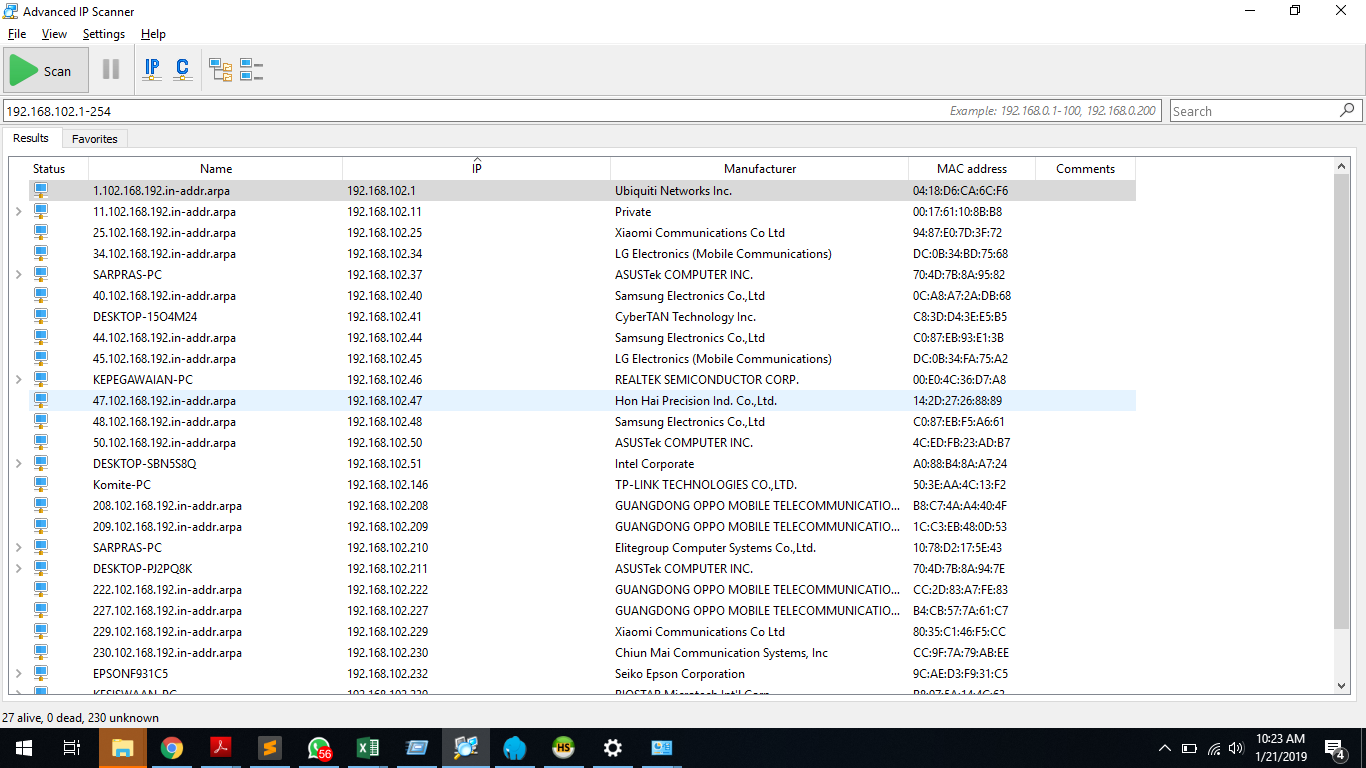 Advanced IP Scanner
File View Settings Help
Scan IP C
192.168.102.1-254 Example: 192.168.0.1-100, 192.168.0.200 Search
Results Favorites
Status Name IP Manufacturer MAC address Comments
1.102.168.192.in-addr.arpa 192.168.102.1 Ubiquiti Networks Inc. 04:18:D6:CA:6C:F6
11.102.168.192.in-addr.arpa 192.168.102.11 Private 00:17:61:10:8B:B8
25.102.168.192.in-addr.arpa 192.168.102.25 Xiaomi Communications Co Ltd 94:87:E0:7D:3F:72
34.102.168.192.in-addr.arpa 192.168.102.34 LG Electronics (Mobile Communications) DC:0B:34:BD:75:68
SARPRAS-PC 192.168.102.37 ASUSTek COMPUTER INC. 70:4D:7B:8A:95:82
40.102.168.192.in-addr.arpa 192.168.102.40 Samsung Electronics Co.,Ltd 0C:A8:A7:2A:DB:68
DESKTOP-15O4M24 192.168.102.41 CyberTAN Technology Inc. C8:3D:D4:3E:E5:B5
44.102.168.192.in-addr.arpa 192.168.102.44 Samsung Electronics Co.,Ltd C0:87:EB:93:E1:3B
45.102.168.192.in-addr.arpa 192.168.102.45 LG Electronics (Mobile Communications) DC:0B:34:FA:75:A2
KEPEGAWAIAN-PC 192.168.102.46 REALTEK SEMICONDUCTOR CORP. 00:E0:4C:36:D7:A8
47.102.168.192.in-addr.arpa 192.168.102.47 Hon Hai Precision Ind. Co.,Ltd. 14:2D:27:26:88:89
48.102.168.192.in-addr.arpa 192.168.102.48 Samsung Electronics Co.,Ltd C0:87:EB:F5:A6:61
50.102.168.192.in-addr.arpa 192.168.102.50 ASUSTek COMPUTER INC. 4C:ED:FB:23:AD:B7
DESKTOP-SBN5S8Q 192.168.102.51 Intel Corporate A0:88:B4:8A:A7:24
Komite-PC 192.168.102.146 TP-LINK TECHNOLOGIES CO.,LTD. 50:3E:AA:4C:13:F2
208.102.168.192.in-addr.arpa 192.168.102.208 GUANGDONG OPPO MOBILE TELECOMMUNICATIO... B8:C7:4A:A4:40:4F
209.102.168.192.in-addr.arpa 192.168.102.209 GUANGDONG OPPO MOBILE TELECOMMUNICATIO... 1C:C3:EB:48:0D:53
SARPRAS-PC 192.168.102.210 Elitegroup Computer Systems Co.,Ltd. 10:78:D2:17:5E:43
DESKTOP-PJ2PQ8K 192.168.102.211 ASUSTek COMPUTER INC. 70:4D:7B:8A:94:7E
222.102.168.192.in-addr.arpa 192.168.102.222 GUANGDONG OPPO MOBILE TELECOMMUNICATIO... CC:2D:83:A7:FE:83
227.102.168.192.in-addr.arpa 192.168.102.227 GUANGDONG OPPO MOBILE TELECOMMUNICATIO... B4:CB:57:7A:61:C7
229.102.168.192.in-addr.arpa 192.168.102.229 Xiaomi Communications Co Ltd 80:35:C1:46:F5:CC
230.102.168.192.in-addr.arpa 192.168.102.230 Chiun Mai Communication Systems, Inc CC:9F:7A:79:AB:EE
EPSONF931C5 192.168.102.232 Seiko Epson Corporation 9C:AE:D3:F9:31:C5
KESISWAAN-PC BIOSTAR Microtech Int'l Corp.
27 alive, 0 dead, 230 unknown
56 HS 10:23 AM
1/21/2019 4